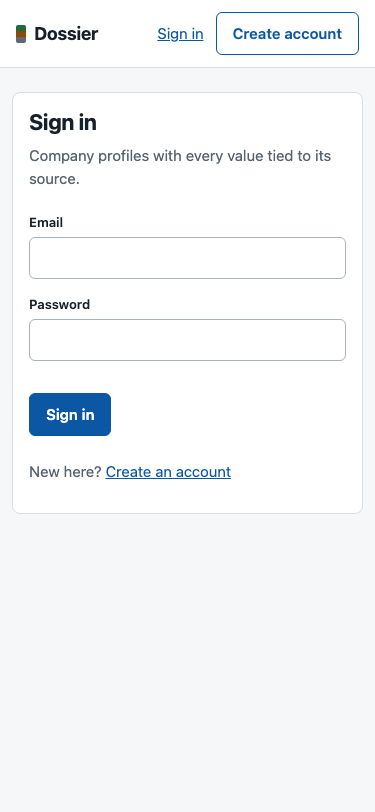 Dossier
Sign in
Create account
Sign in
Company profiles with every value tied to its
source.
Email
Password
Sign in
New here? Create an account